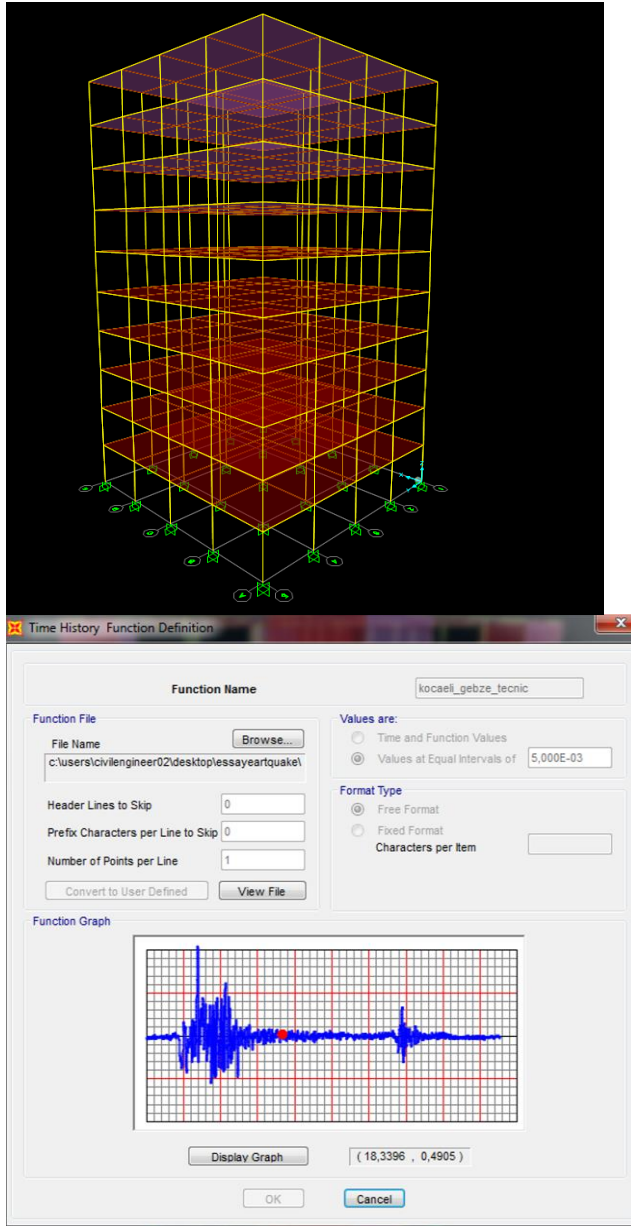 Time History Function Definition
Function Name
kocaeli_gebze_tecnic
Function File
File Name
Browse...
c:\users\civilengineer02\desktop\essayeartquake\
Header Lines to Skip
0
Prefix Characters per Line to Skip
0
Number of Points per Line
1
Convert to User Defined
View File
Values are:
Time and Function Values
Values at Equal Intervals of
5,000E-03
Format Type
Free Format
Fixed Format
Characters per Item
Function Graph
Display Graph
( 18,3396 , 0,4905 )
OK
Cancel